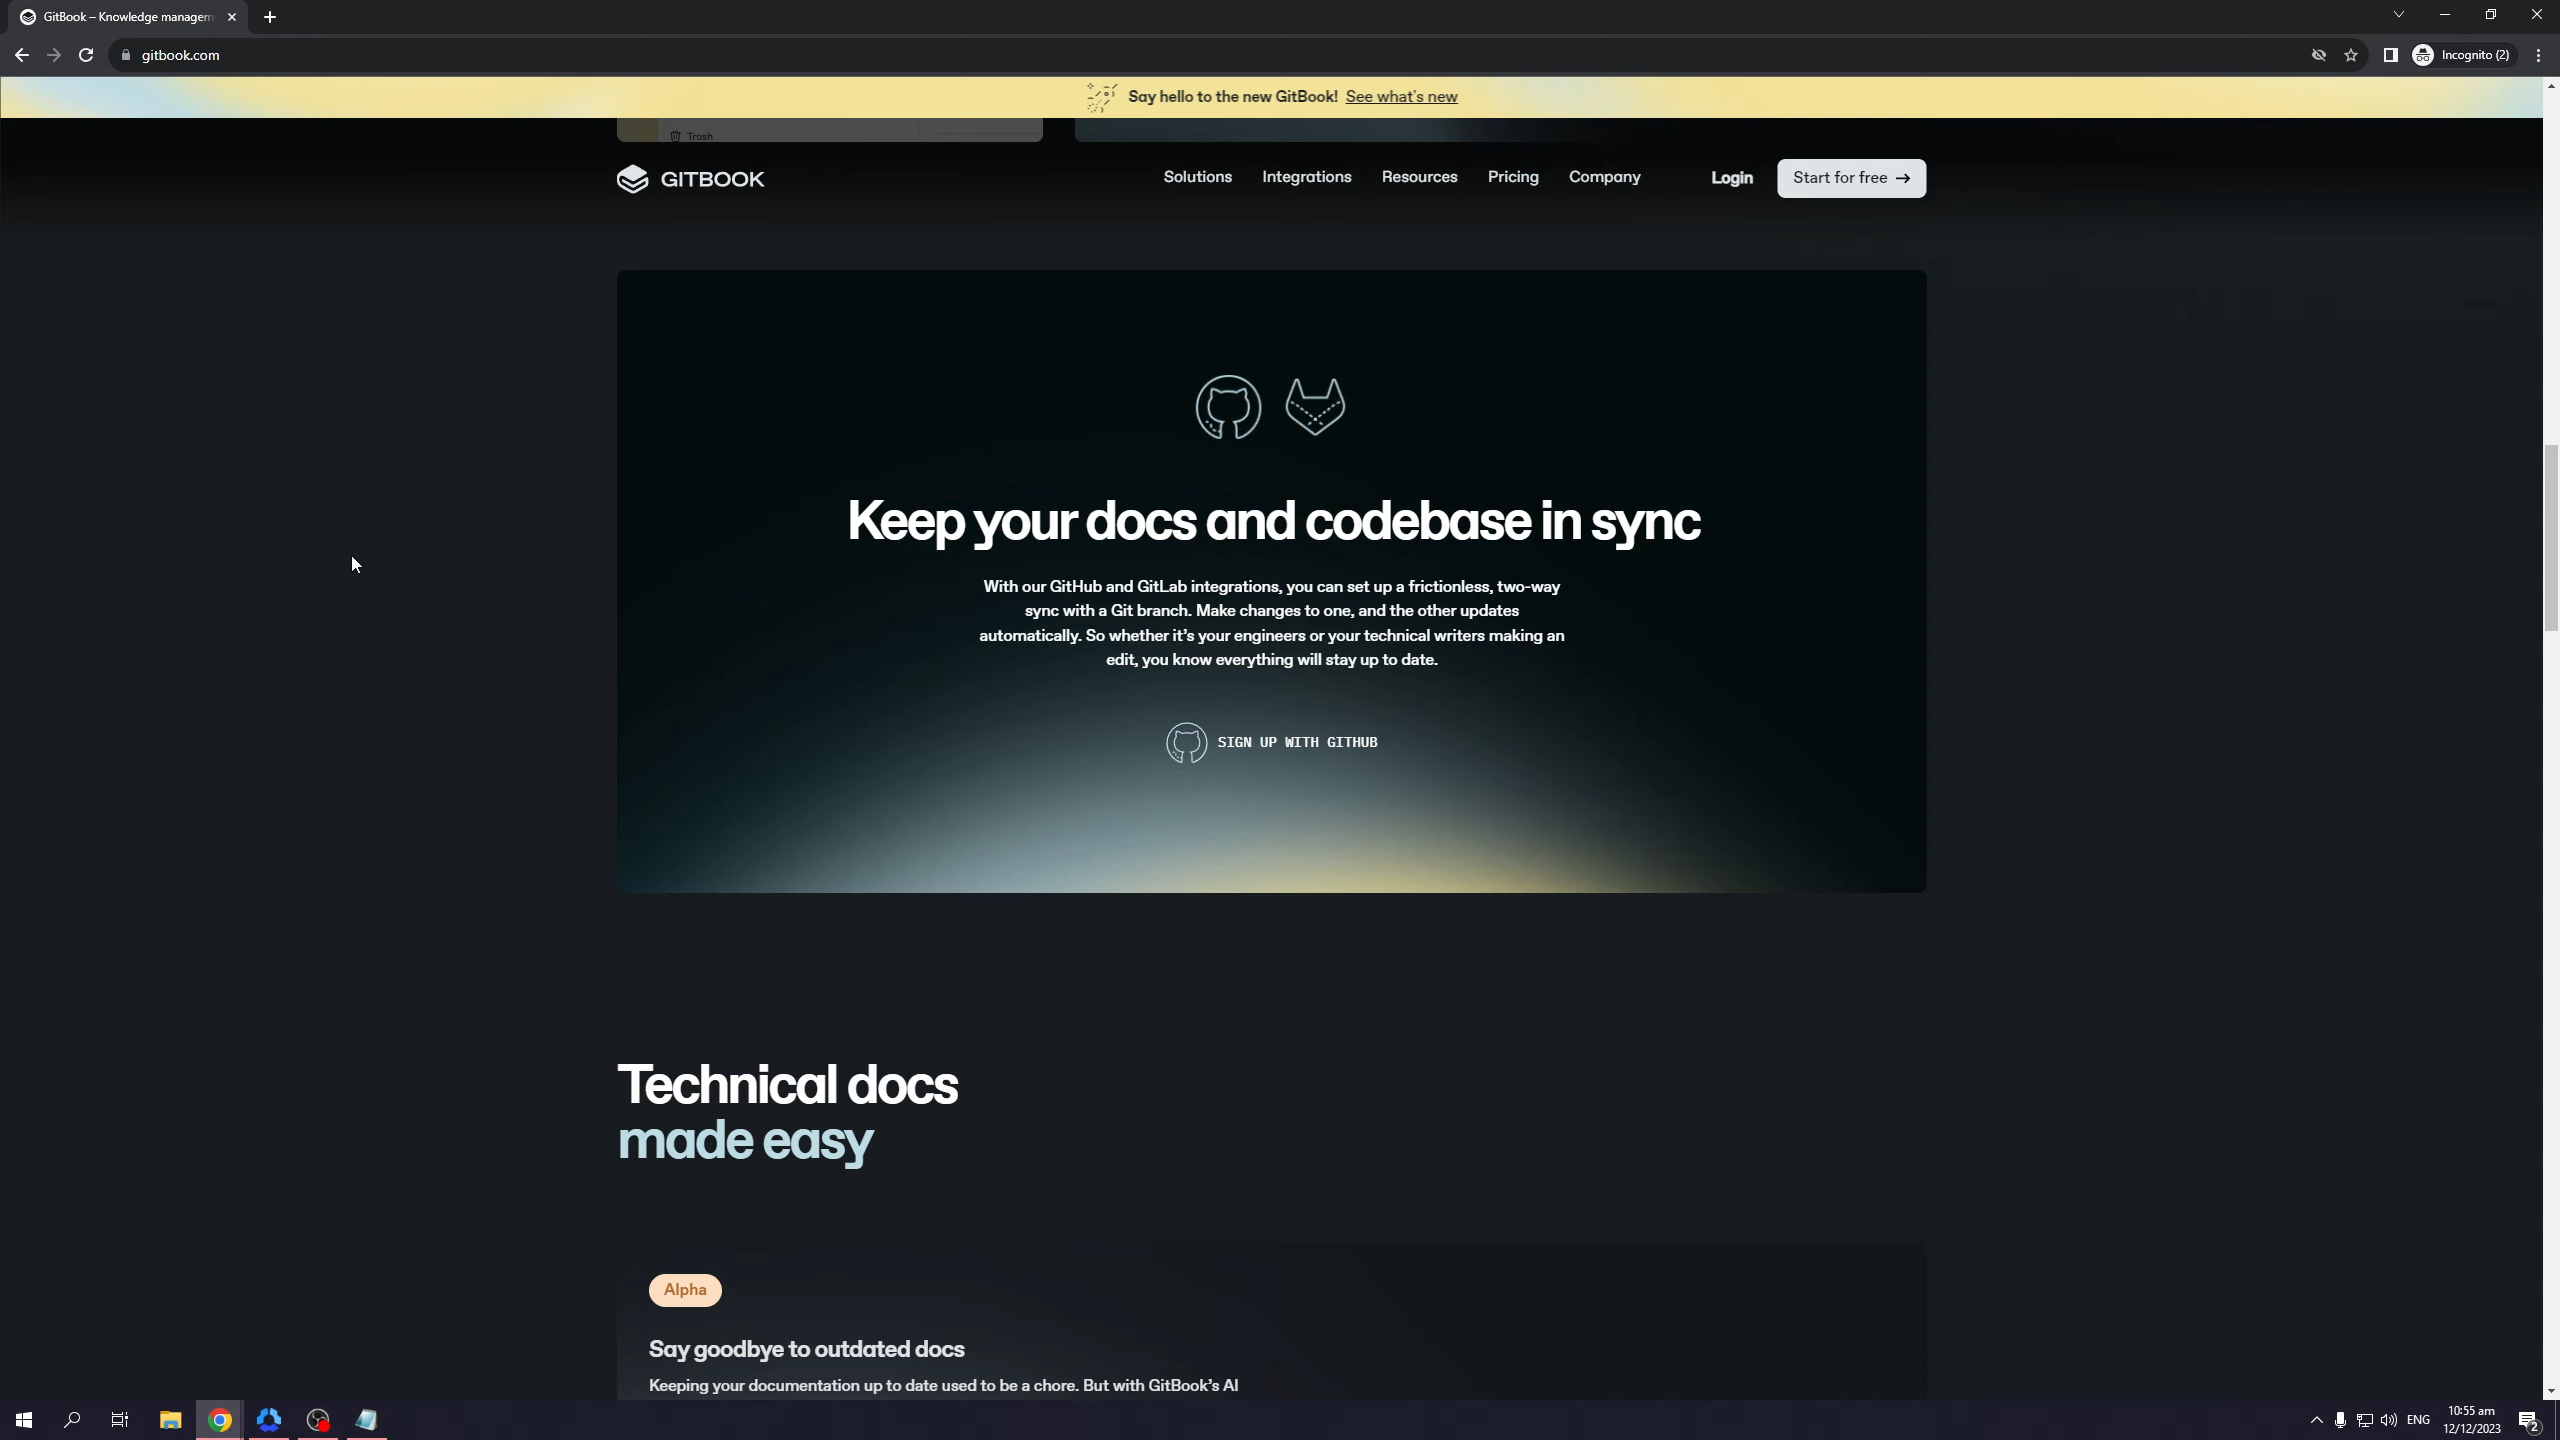 GitBook – Knowledge managem
gitbook.com
Incognito (2)
Say hello to the new GitBook! See what's new
Trash
GITBOOK
Solutions Integrations Resources Pricing Company Login Start for free →
Keep your docs and codebase in sync
With our GitHub and GitLab integrations, you can set up a frictionless, two-way
sync with a Git branch. Make changes to one, and the other updates
automatically. So whether it's your engineers or your technical writers making an
edit, you know everything will stay up to date.
SIGN UP WITH GITHUB
Technical docs
made easy
Alpha
Say goodbye to outdated docs
Keeping your documentation up to date used to be a chore. But with GitBook's AI
ENG
10:55 am
12/12/2023
2